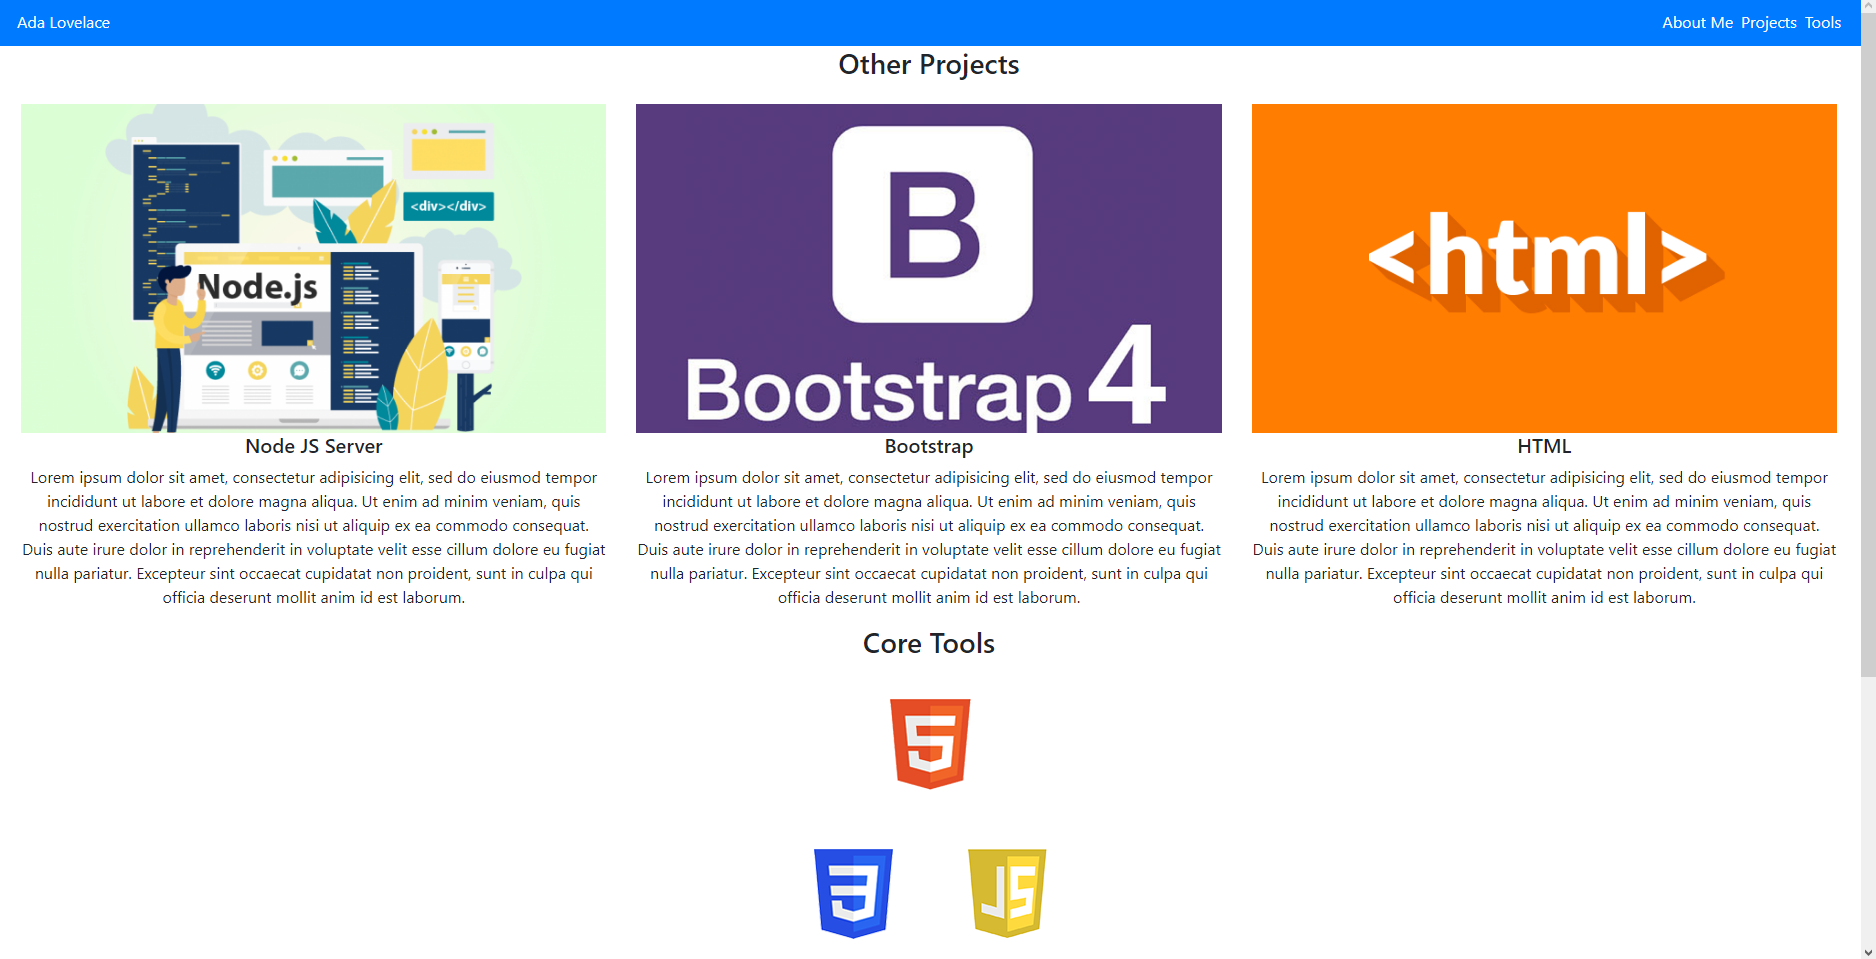 Ada Lovelace
About Me Projects Tools
Other Projects
<div></div>
Node.js
B
Bootstrap 4
<html>
Node JS Server
Lorem ipsum dolor sit amet, consectetur adipisicing elit, sed do eiusmod tempor
incididunt ut labore et dolore magna aliqua. Ut enim ad minim veniam, quis
nostrud exercitation ullamco laboris nisi ut aliquip ex ea commodo consequat.
Duis aute irure dolor in reprehenderit in voluptate velit esse cillum dolore eu fugiat
nulla pariatur. Excepteur sint occaecat cupidatat non proident, sunt in culpa qui
officia deserunt mollit anim id est laborum.
Bootstrap
Lorem ipsum dolor sit amet, consectetur adipisicing elit, sed do eiusmod tempor
incididunt ut labore et dolore magna aliqua. Ut enim ad minim veniam, quis
nostrud exercitation ullamco laboris nisi ut aliquip ex ea commodo consequat.
Duis aute irure dolor in reprehenderit in voluptate velit esse cillum dolore eu fugiat
nulla pariatur. Excepteur sint occaecat cupidatat non proident, sunt in culpa qui
officia deserunt mollit anim id est laborum.
HTML
Lorem ipsum dolor sit amet, consectetur adipisicing elit, sed do eiusmod tempor
incididunt ut labore et dolore magna aliqua. Ut enim ad minim veniam, quis
nostrud exercitation ullamco laboris nisi ut aliquip ex ea commodo consequat.
Duis aute irure dolor in reprehenderit in voluptate velit esse cillum dolore eu fugiat
nulla pariatur. Excepteur sint occaecat cupidatat non proident, sunt in culpa qui
officia deserunt mollit anim id est laborum.
Core Tools
5
3
JS